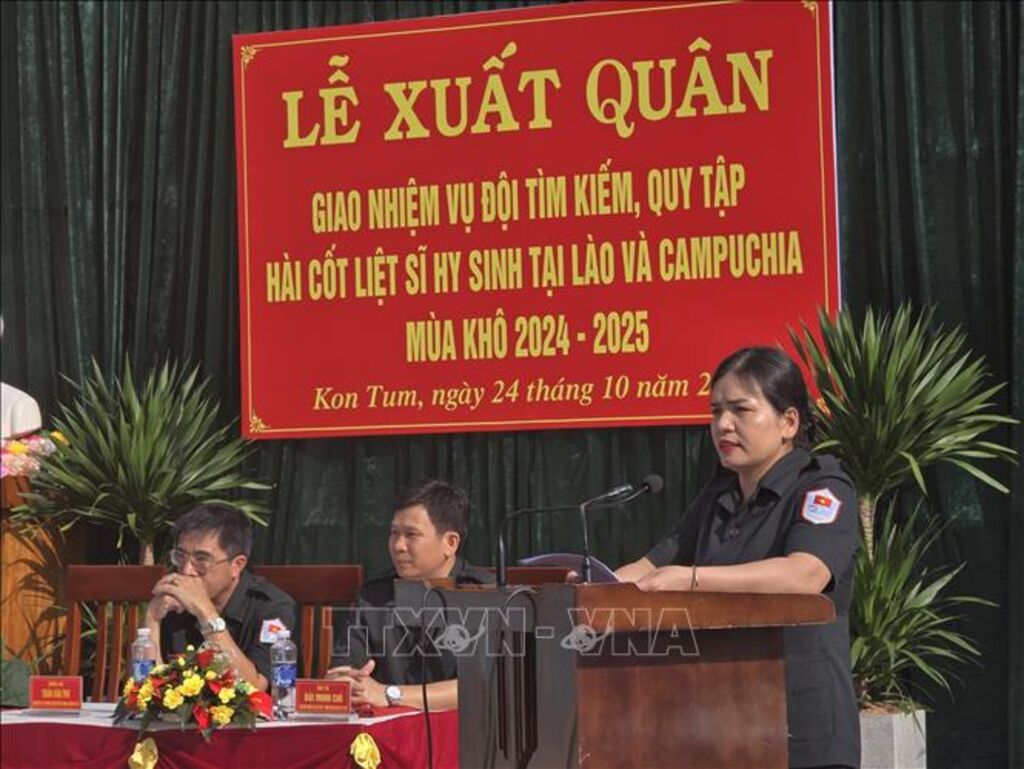 LỄ XUẤT QUÂN
GIAO NHIỆM VỤ ĐỘI TÌM KIẾM, QUY TẬP
HÀI CỐT LIỆT SĨ HY SINH TẠI LÀO VÀ CAMPUCHIA
MÙA KHÔ 2024 - 2025
Kon Tum, ngày 24 tháng 10 năm 2
TTXVN - VNA